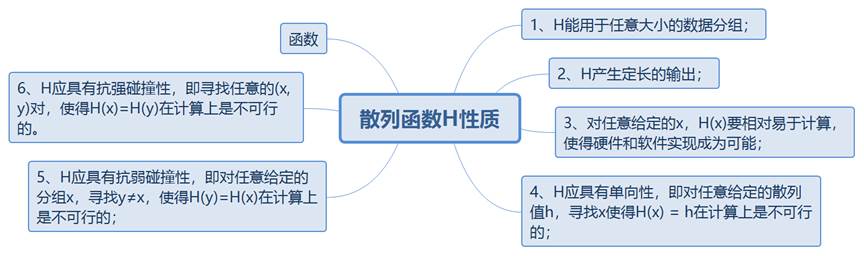 散列函数H性质
1、H能用于任意大小的数据分组；
2、H产生定长的输出；
3、对任意给定的x，H(x)要相对易于计算，
使得硬件和软件实现成为可能；
4、H应具有单向性，即对任意给定的散列
值h，寻找x使得H(x) = h在计算上是不可行
的；
5、H应具有抗弱碰撞性，即对任意给定的
分组x，寻找y≠x，使得H(y)=H(x)在计算上
是不可行的；
6、H应具有抗强碰撞性，即寻找任意的(x,
y)对，使得H(x)=H(y)在计算上是不可行
的。
函数